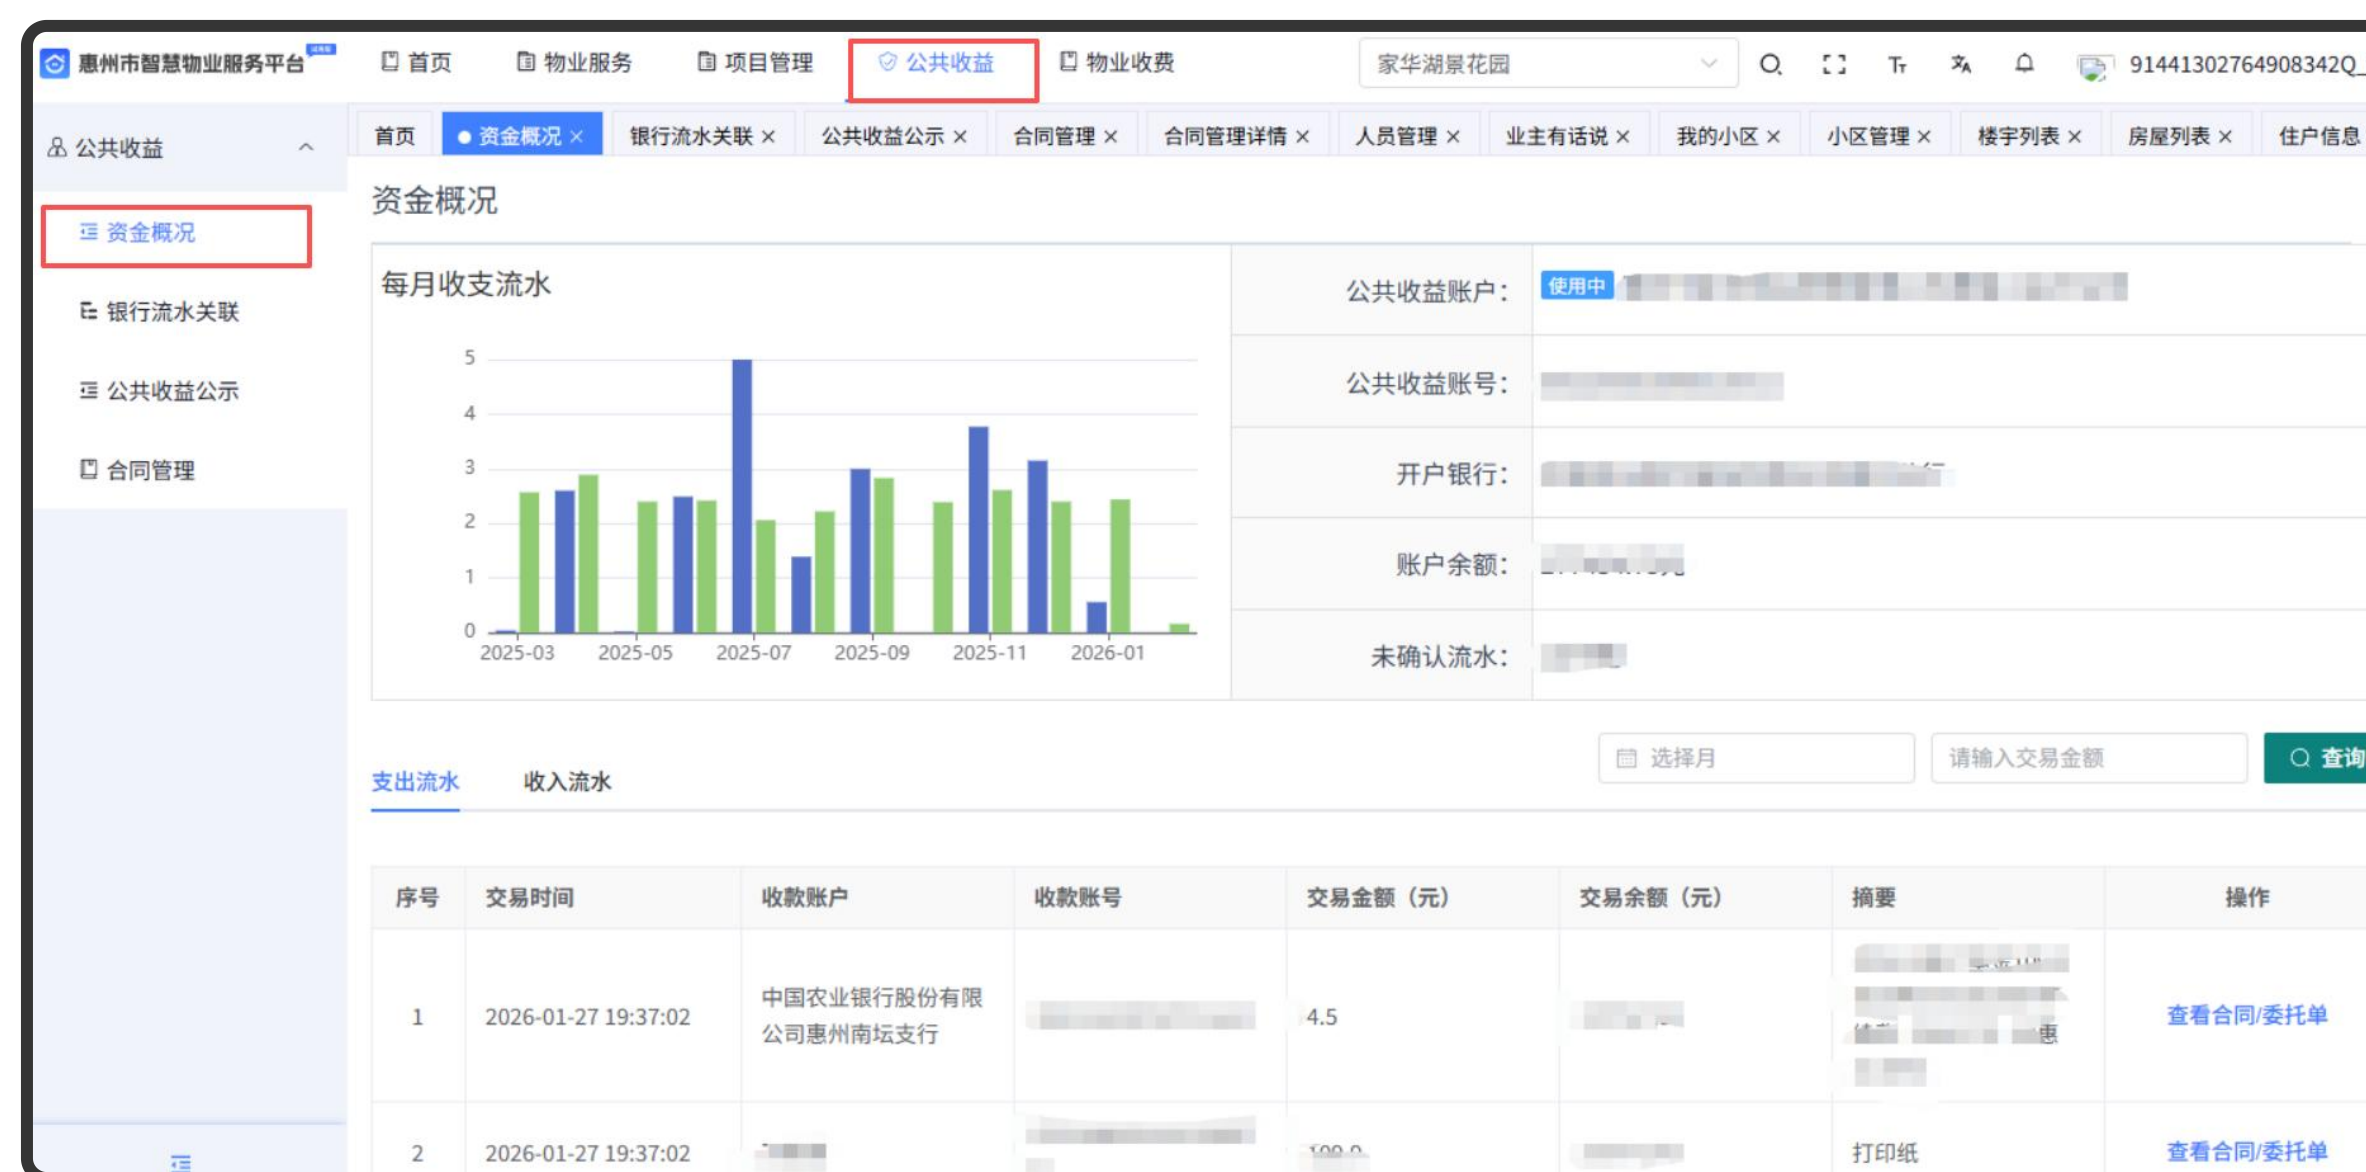 惠州市智慧物业服务平台
首页 物业服务 项目管理 公共收益 物业收费 家华湖景花园 91441302764908342Q_
公共收益
首页 资金概况 × 银行流水关联 × 公共收益公示 × 合同管理 × 合同管理详情 × 人员管理 × 业主有话说 × 我的小区 × 小区管理 × 楼宇列表 × 房屋列表 × 住户信息
资金概况
银行流水关联
公共收益公示
合同管理
资金概况
每月收支流水
5
4
3
2
1
0
2025-03 2025-05 2025-07 2025-09 2025-11 2026-01
公共收益账户： 使用中
公共收益账号：
开户银行：
账户余额：
未确认流水：
支出流水 收入流水 选择月 请输入交易金额 查询
序号 交易时间 收款账户 收款账号 交易金额（元） 交易余额（元） 摘要 操作
1 2026-01-27 19:37:02 中国农业银行股份有限 4.5 查看合同/委托单
公司惠州南坛支行
惠
2 2026-01-27 19:37:02 打印纸 查看合同/委托单